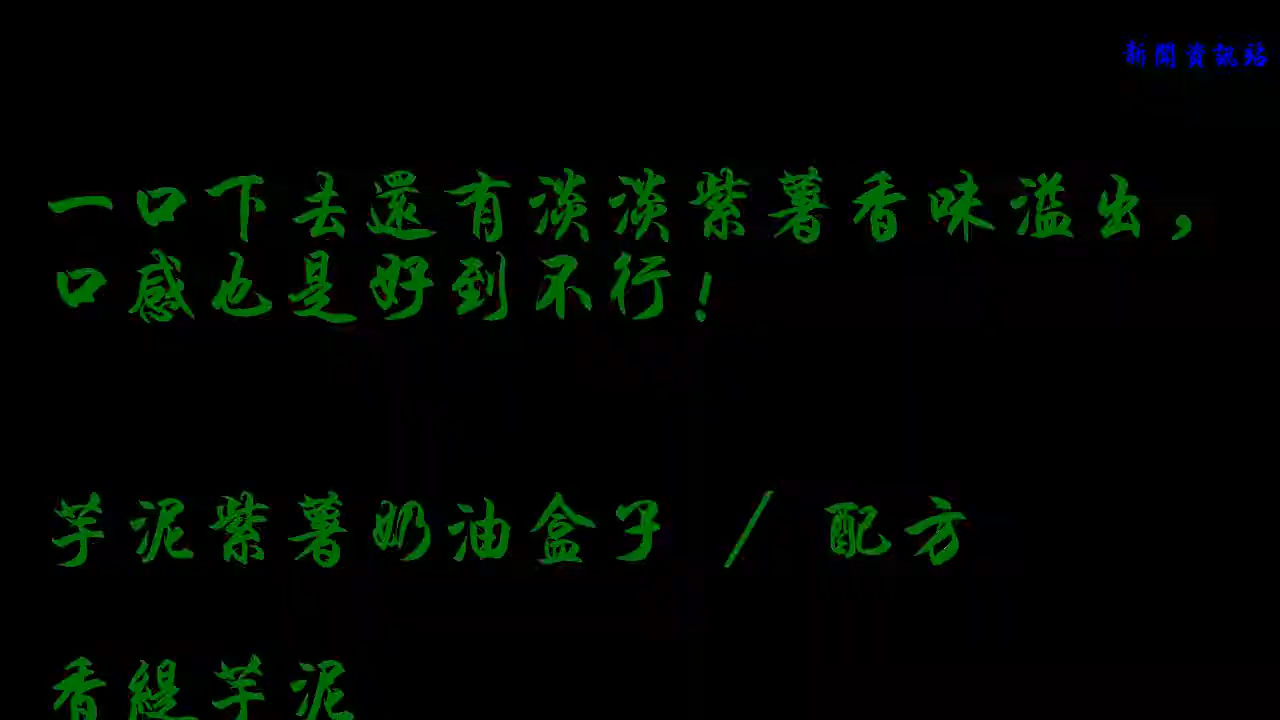 新聞資訊站
一口下去還有淡淡紫薯香味溢出，
口感也是好到不行！
芋泥紫薯奶油盒子 / 配方
香緹芋泥